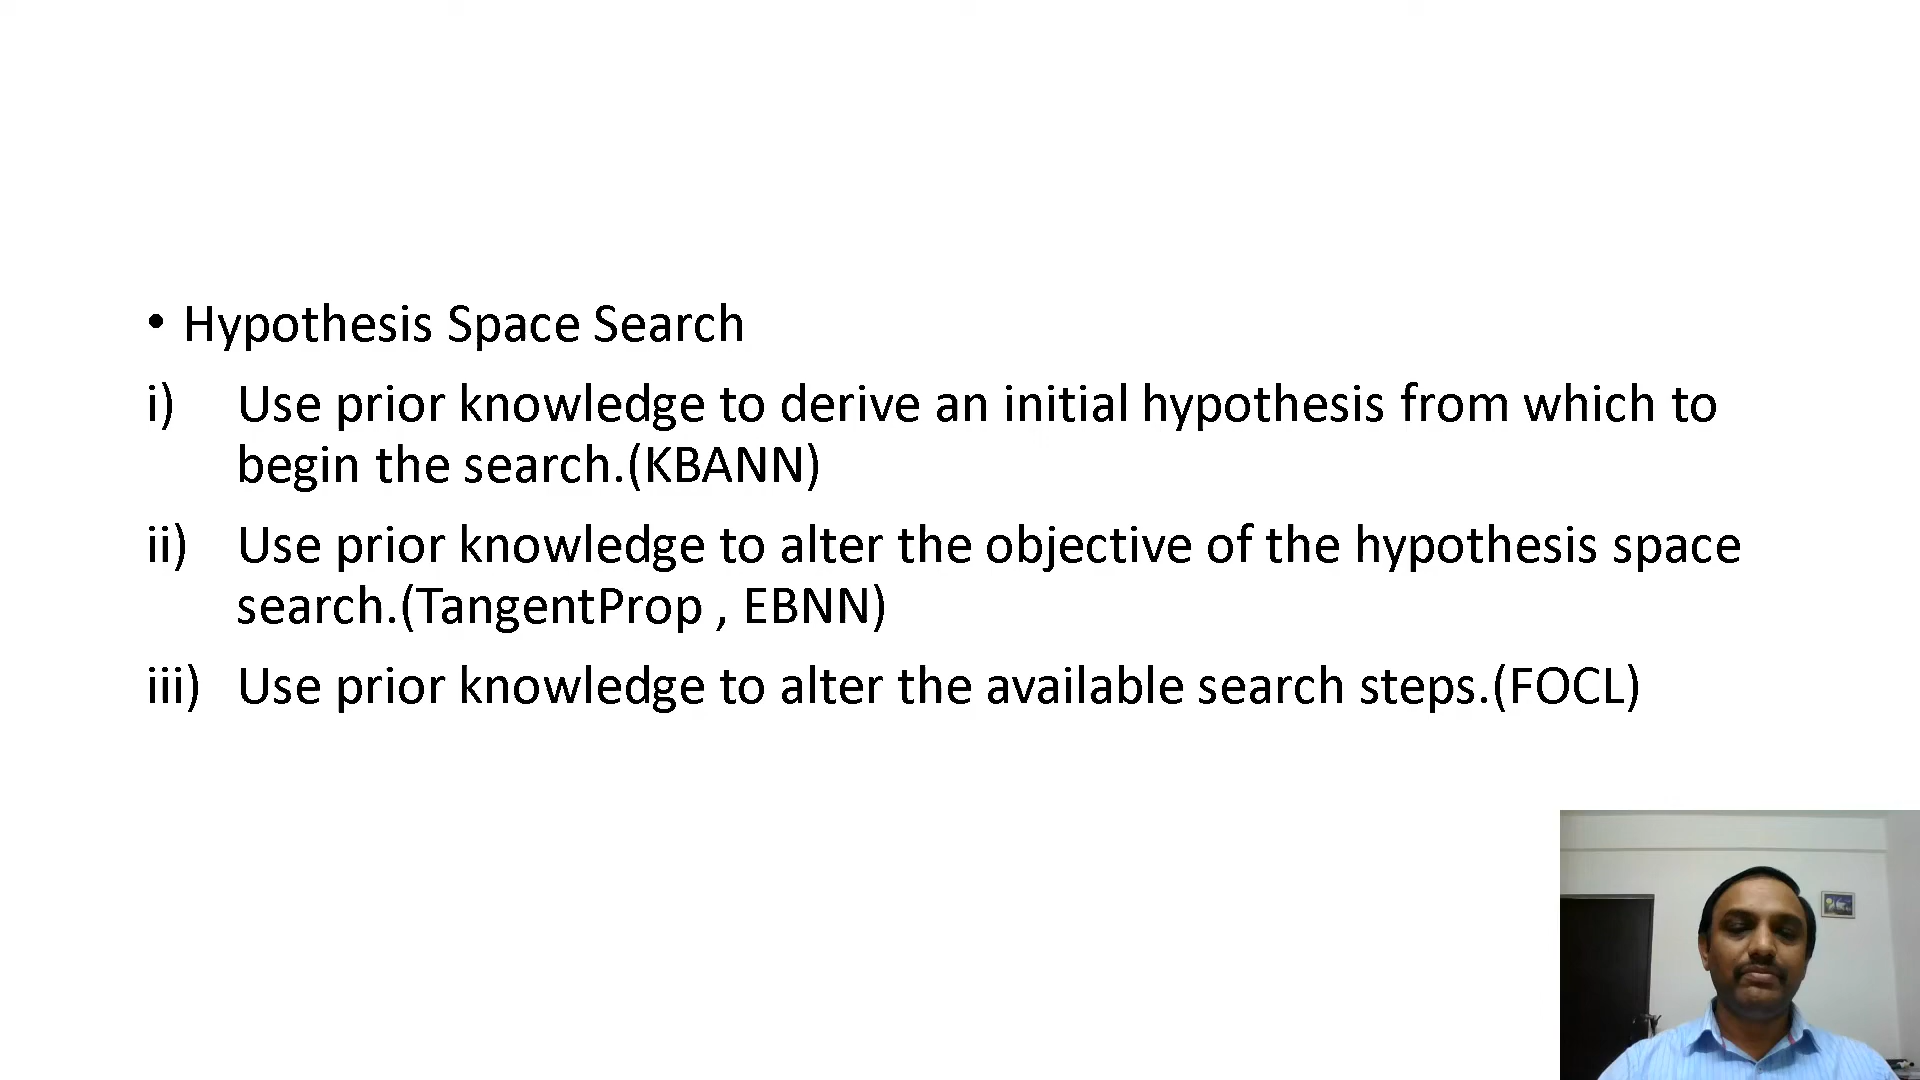 • Hypothesis Space Search
i) Use prior knowledge to derive an initial hypothesis from which to
begin the search.(KBANN)
ii) Use prior knowledge to alter the objective of the hypothesis space
search.(TangentProp , EBNN)
iii) Use prior knowledge to alter the available search steps.(FOCL)